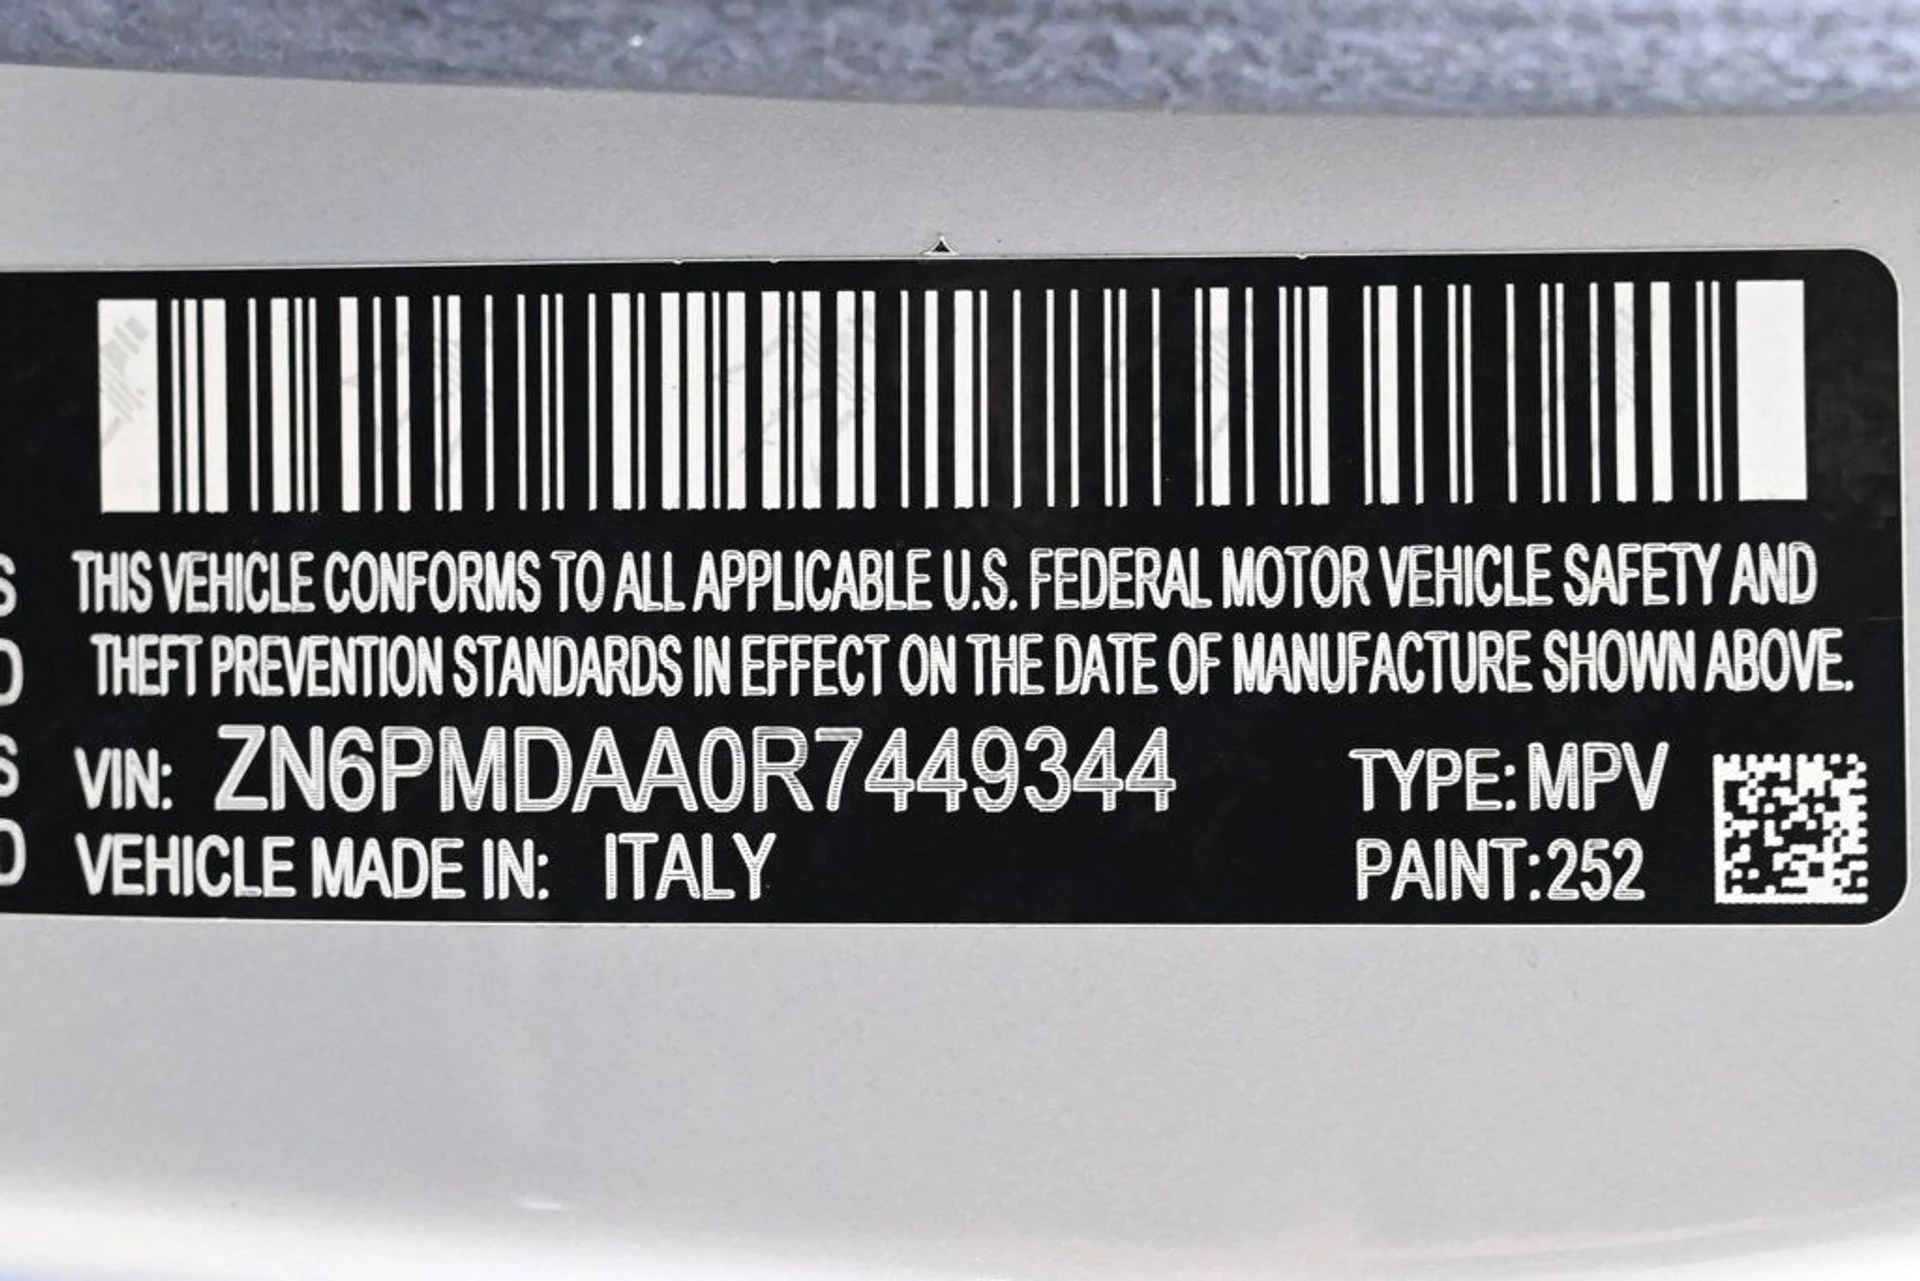 THIS VEHICLE CONFORMS TO ALL APPLICABLE U.S. FEDERAL MOTOR VEHICLE SAFETY AND
THEFT PREVENTION STANDARDS IN EFFECT ON THE DATE OF MANUFACTURE SHOWN ABOVE.
VIN: ZN6PMDAA0R7449344 TYPE: MPV
VEHICLE MADE IN: ITALY PAINT: 252